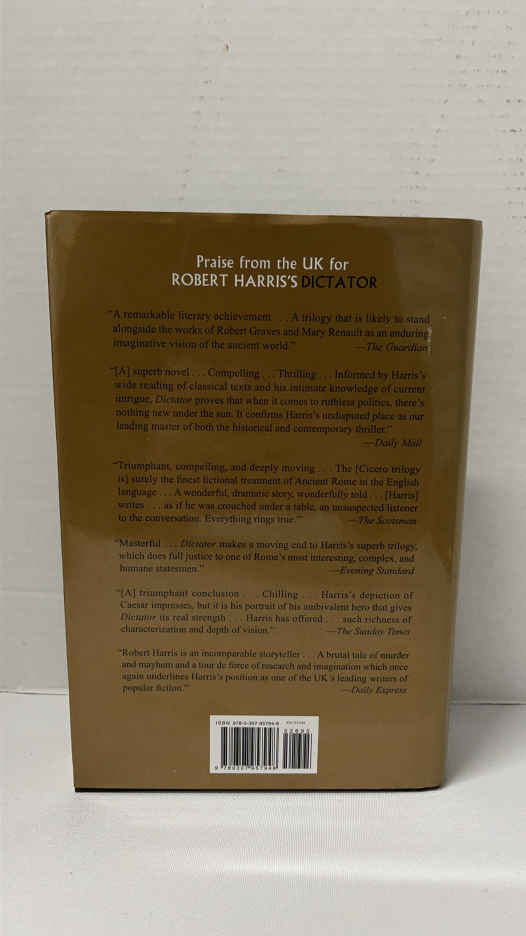 Praise from the UK for
ROBERT HARRIS'S DICTATOR
“A remarkable literary achievement . . . A trilogy that is likely to stand
alongside the works of Robert Graves and Mary Renault as an enduring
imaginative vision of the ancient world.” —The Guardian
“[A] superb novel . . . Compelling . . . Thrilling . . . Informed by Harris's
wide reading of classical texts and his intimate knowledge of current
intrigue, Dictator proves that when it comes to ruthless politics, there's
nothing new under the sun. It confirms Harris's undisputed place as our
leading master of both the historical and contemporary thriller.”
—Daily Mail
“Triumphant, compelling, and deeply moving . . . The [Cicero trilogy
is] surely the finest fictional treatment of Ancient Rome in the English
language . . . A wonderful, dramatic story, wonderfully told . . . [Harris]
writes . . . as if he was crouched under a table, an unsuspected listener
to the conversation. Everything rings true.” —The Scotsman
“Masterful . . . Dictator makes a moving end to Harris's superb trilogy,
which does full justice to one of Rome's most interesting, complex, and
humane statesmen.” —Evening Standard
“[A] triumphant conclusion . . . Chilling . . . Harris's depiction of
Caesar impresses, but it is his portrait of his ambivalent hero that gives
Dictator its real strength . . . Harris has offered . . . such richness of
characterization and depth of vision.” —The Sunday Times
“Robert Harris is an incomparable storyteller . . . A brutal tale of murder
and mayhem and a tour de force of research and imagination which once
again underlines Harris's position as one of the UK's leading writers of
popular fiction.” —Daily Express
ISBN 978-0-307-95794-8
52695
9 780307 957948